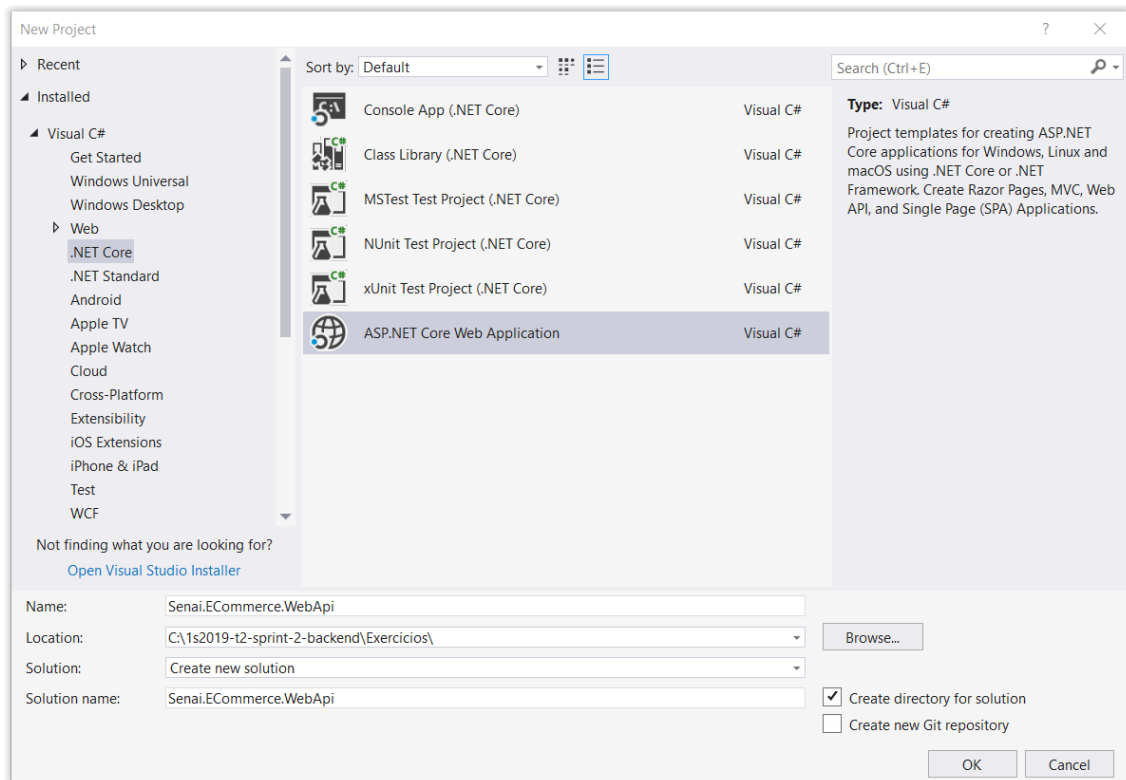 New Project
Recent
Installed
Visual C#
Get Started
Windows Universal
Windows Desktop
Web
.NET Core
.NET Standard
Android
Apple TV
Apple Watch
Cloud
Cross-Platform
Extensibility
iOS Extensions
iPhone & iPad
Test
WCF
Not finding what you are looking for?
Open Visual Studio Installer
Sort by: Default
Console App (.NET Core) Visual C#
Class Library (.NET Core) Visual C#
MSTest Test Project (.NET Core) Visual C#
NUnit Test Project (.NET Core) Visual C#
xUnit Test Project (.NET Core) Visual C#
ASP.NET Core Web Application Visual C#
Search (Ctrl+E)
Type: Visual C#
Project templates for creating ASP.NET
Core applications for Windows, Linux and
macOS using .NET Core or .NET
Framework. Create Razor Pages, MVC, Web
API, and Single Page (SPA) Applications.
Name: Senai.ECommerce.WebApi
Location: C:\1s2019-t2-sprint-2-backend\Exercicios\
Browse...
Solution: Create new solution
Solution name: Senai.ECommerce.WebApi
Create directory for solution
Create new Git repository
OK Cancel